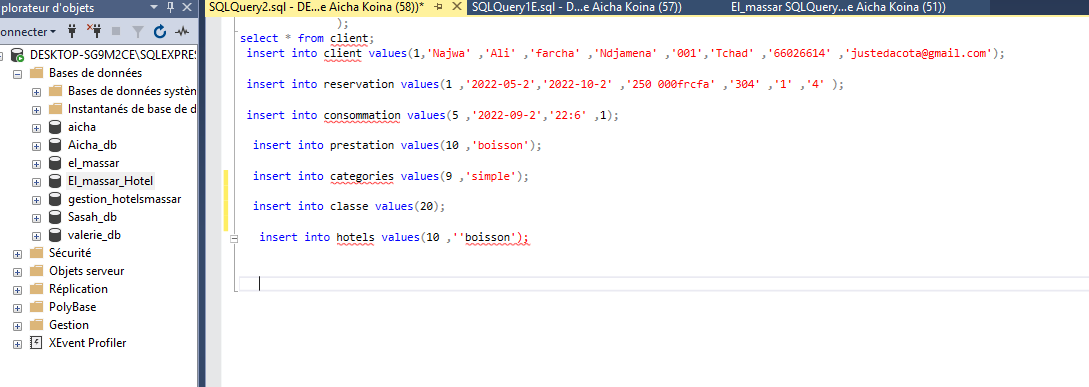 plorateur d'objets
SQLQuery2.sql - DE...e Aicha Koina (58))*
SQLQuery1E.sql - D...e Aicha Koina (57))
El_massar SQLQuery...e Aicha Koina (51))
onnecter
DESKTOP-SG9M2CE\SQLEXPRES
Bases de données
Bases de données systèn
Instantanés de base de d
aicha
Aicha_db
el_massar
El_massar_Hotel
gestion_hotelsmassar
Sasah_db
valerie_db
Sécurité
Objets serveur
Réplication
PolyBase
Gestion
XEvent Profiler
);
select * from client;
insert into client values(1,'Najwa' ,'Ali' ,'farcha' ,'Ndjamena' ,'001','Tchad' ,'66026614' ,'justedacota@gmail.com');
insert into reservation values(1 ,'2022-05-2','2022-10-2' ,'250 000frcfa' ,'304' ,'1' ,'4' );
insert into consommation values(5 ,'2022-09-2','22:6' ,1);
insert into prestation values(10 ,'boisson');
insert into categories values(9 ,'simple');
insert into classe values(20);
insert into hotels values(10 ,''boisson');